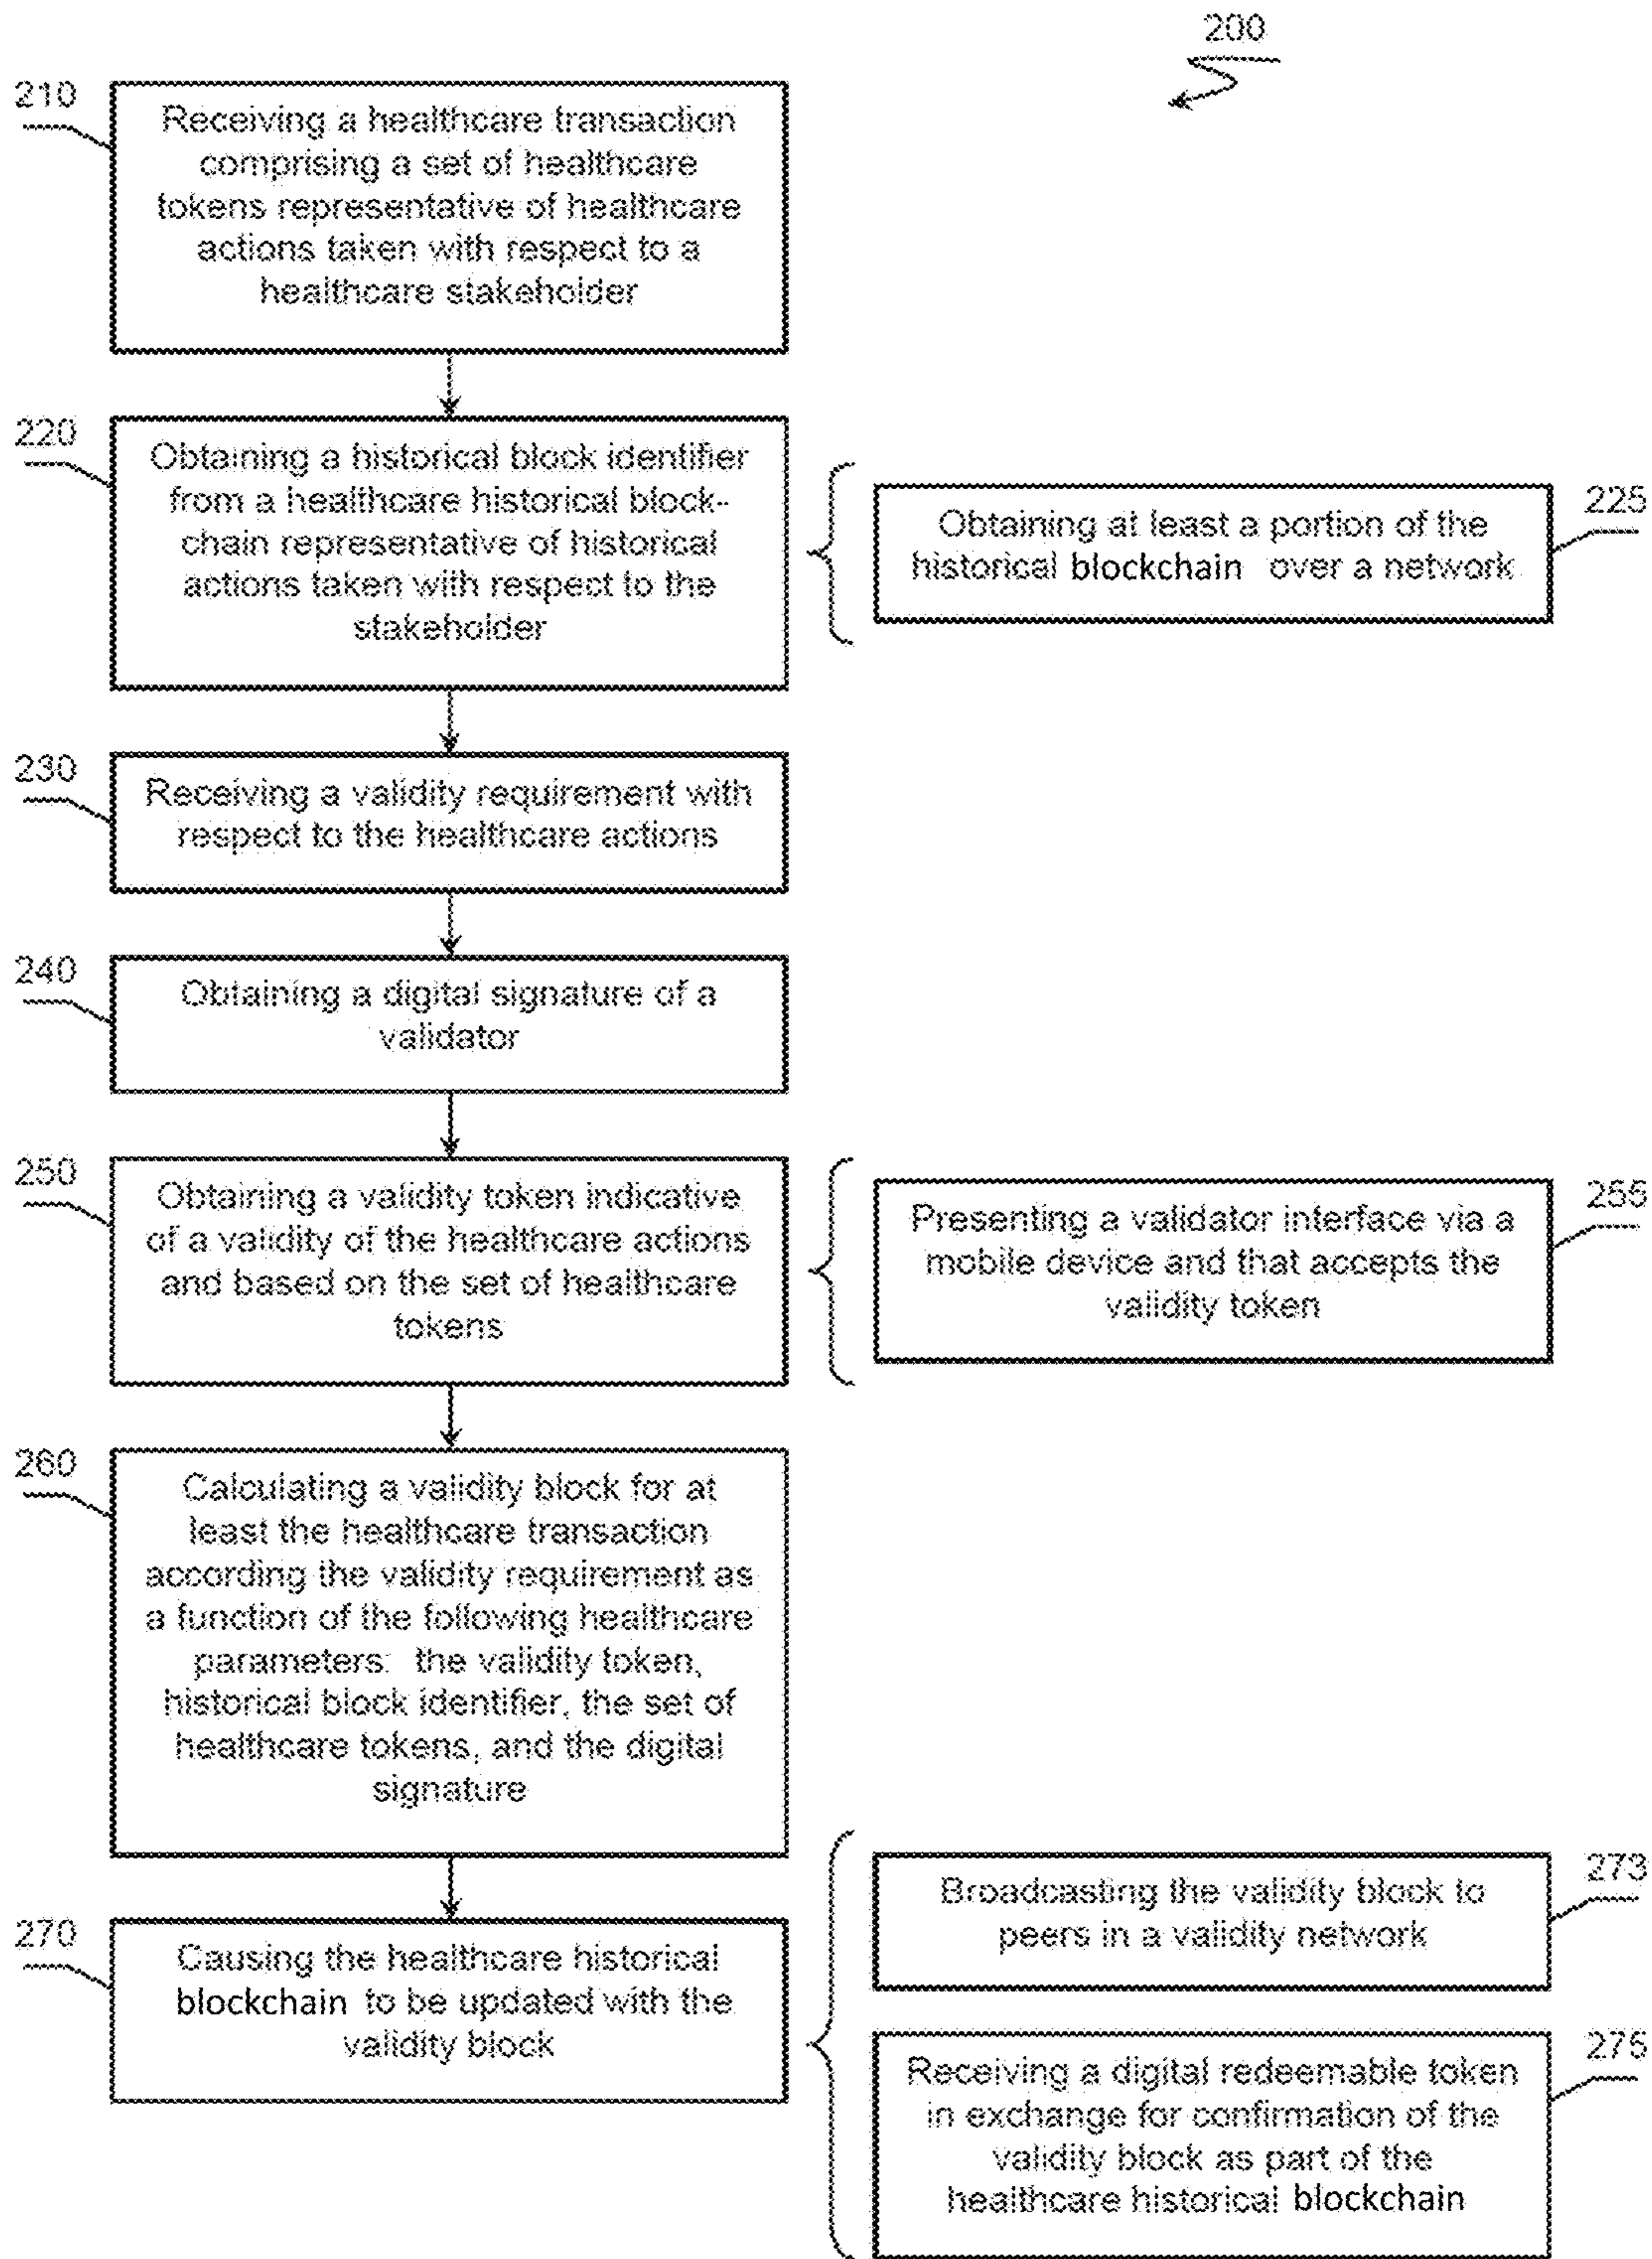 200
210
Receiving a healthcare transaction
comprising a set of healthcare
tokens representative of healthcare
actions taken with respect to a
healthcare stakeholder
220
Obtaining a historical block identifier
from a healthcare historical block-
chain representative of historical
actions taken with respect to the
stakeholder
225
Obtaining at least a portion of the
historical blockchain over a network
230
Receiving a validity requirement with
respect to the healthcare actions
240
Obtaining a digital signature of a
validator
250
Obtaining a validity token indicative
of a validity of the healthcare actions
and based on the set of healthcare
tokens
255
Presenting a validator interface via a
mobile device and that accepts the
validity token
260
Calculating a validity block for at
least the healthcare transaction
according the validity requirement as
a function of the following healthcare
parameters: the validity token,
historical block identifier, the set of
healthcare tokens, and the digital
signature
270
Causing the healthcare historical
blockchain to be updated with the
validity block
273
Broadcasting the validity block to
peers in a validity network
275
Receiving a digital redeemable token
in exchange for confirmation of the
validity block as part of the
healthcare historical blockchain